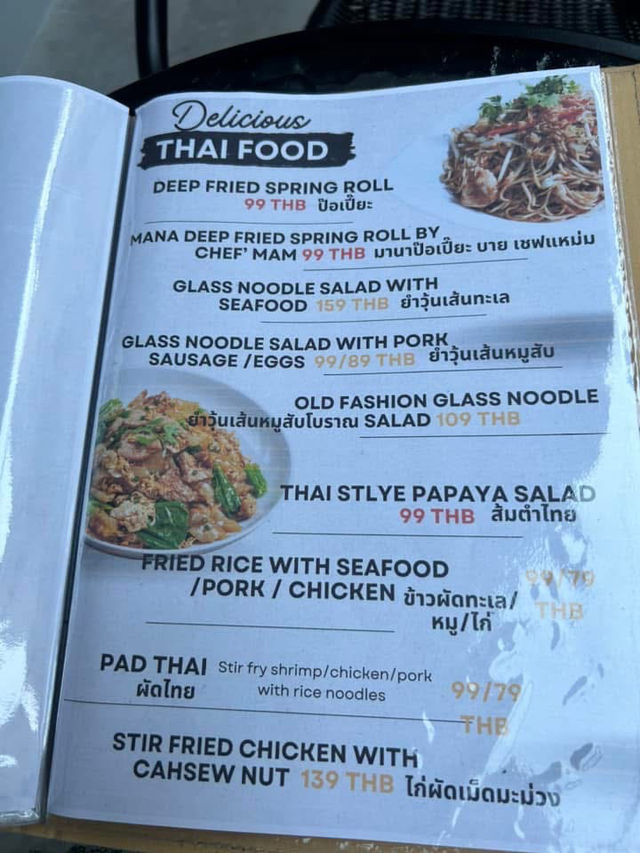 Delicious
THAI FOOD
DEEP FRIED SPRING ROLL
99 THB ป๊อเปี๊ยะ
MANA DEEP FRIED SPRING ROLL BY
CHEF' MAM 99 THB มานาป๊อเปี๊ยะ บาย เชฟแหม่ม
GLASS NOODLE SALAD WITH
SEAFOOD 159 THB ยำวุ้นเส้นทะเล
GLASS NOODLE SALAD WITH PORK
SAUSAGE /EGGS 99/89 THB ยำวุ้นเส้นหมูสับ
OLD FASHION GLASS NOODLE
ยำวุ้นเส้นหมูสับโบราณ SALAD 109 THB
THAI STLYE PAPAYA SALAD
99 THB ส้มตำไทย
FRIED RICE WITH SEAFOOD
/PORK / CHICKEN ข้าวผัดทะเล/
หมู/ไก่
99/79
THB
PAD THAI Stir fry shrimp/chicken/pork
ผัดไทย with rice noodles 99/79
THB
STIR FRIED CHICKEN WITH
CAHSEW NUT 139 THB ไก่ผัดเม็ดมะม่วง